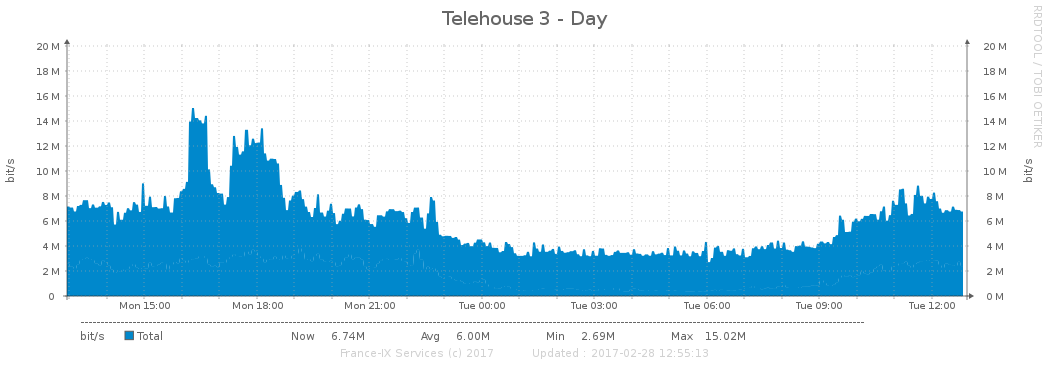 Telehouse 3 - Day
RRDTOOL / TOBI OETIKER
bit/s
bit/s
20 M 20 M
18 M 18 M
16 M 16 M
14 M 14 M
12 M 12 M
10 M 10 M
8 M 8 M
6 M 6 M
4 M 4 M
2 M 2 M
0 0 M
Mon 15:00 Mon 18:00 Mon 21:00 Tue 00:00 Tue 03:00 Tue 06:00 Tue 09:00 Tue 12:00
bit/s Total Now 6.74M Avg 6.00M Min 2.69M Max 15.02M
France-IX Services (c) 2017 Updated : 2017-02-28 12:55:13